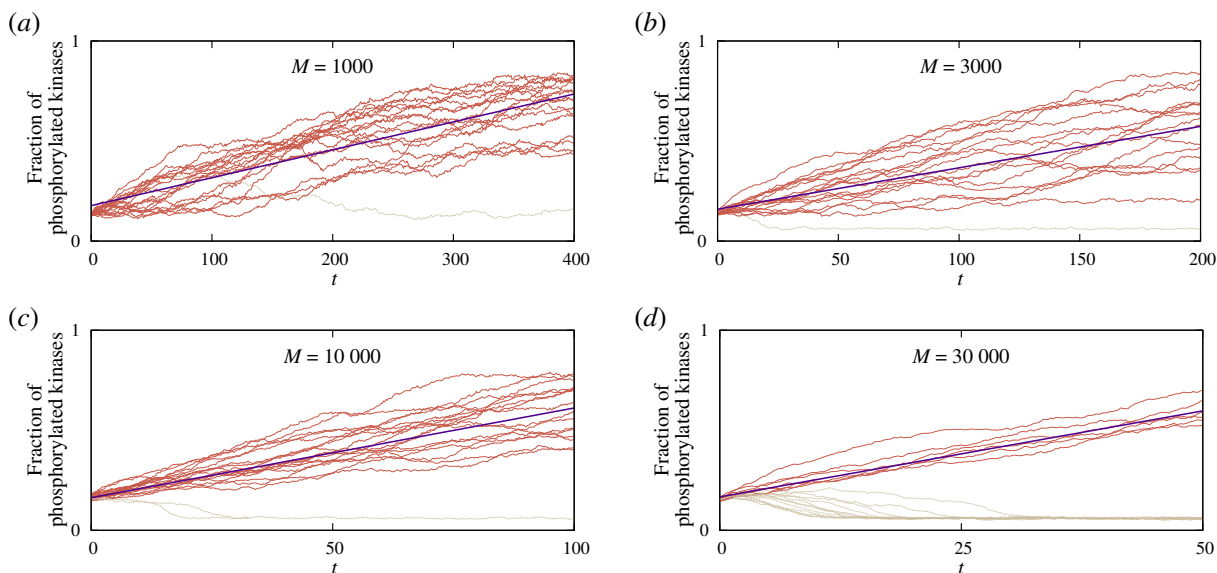 (a)
Fraction of
phosphorylated kinases
1
0
M = 1000
0 100 200 300 400
t
(b)
Fraction of
phosphorylated kinases
1
0
M = 3000
0 50 100 150 200
t
(c)
Fraction of
phosphorylated kinases
1
0
M = 10 000
0 50 100
t
(d)
Fraction of
phosphorylated kinases
1
0
M = 30 000
0 25 50
t